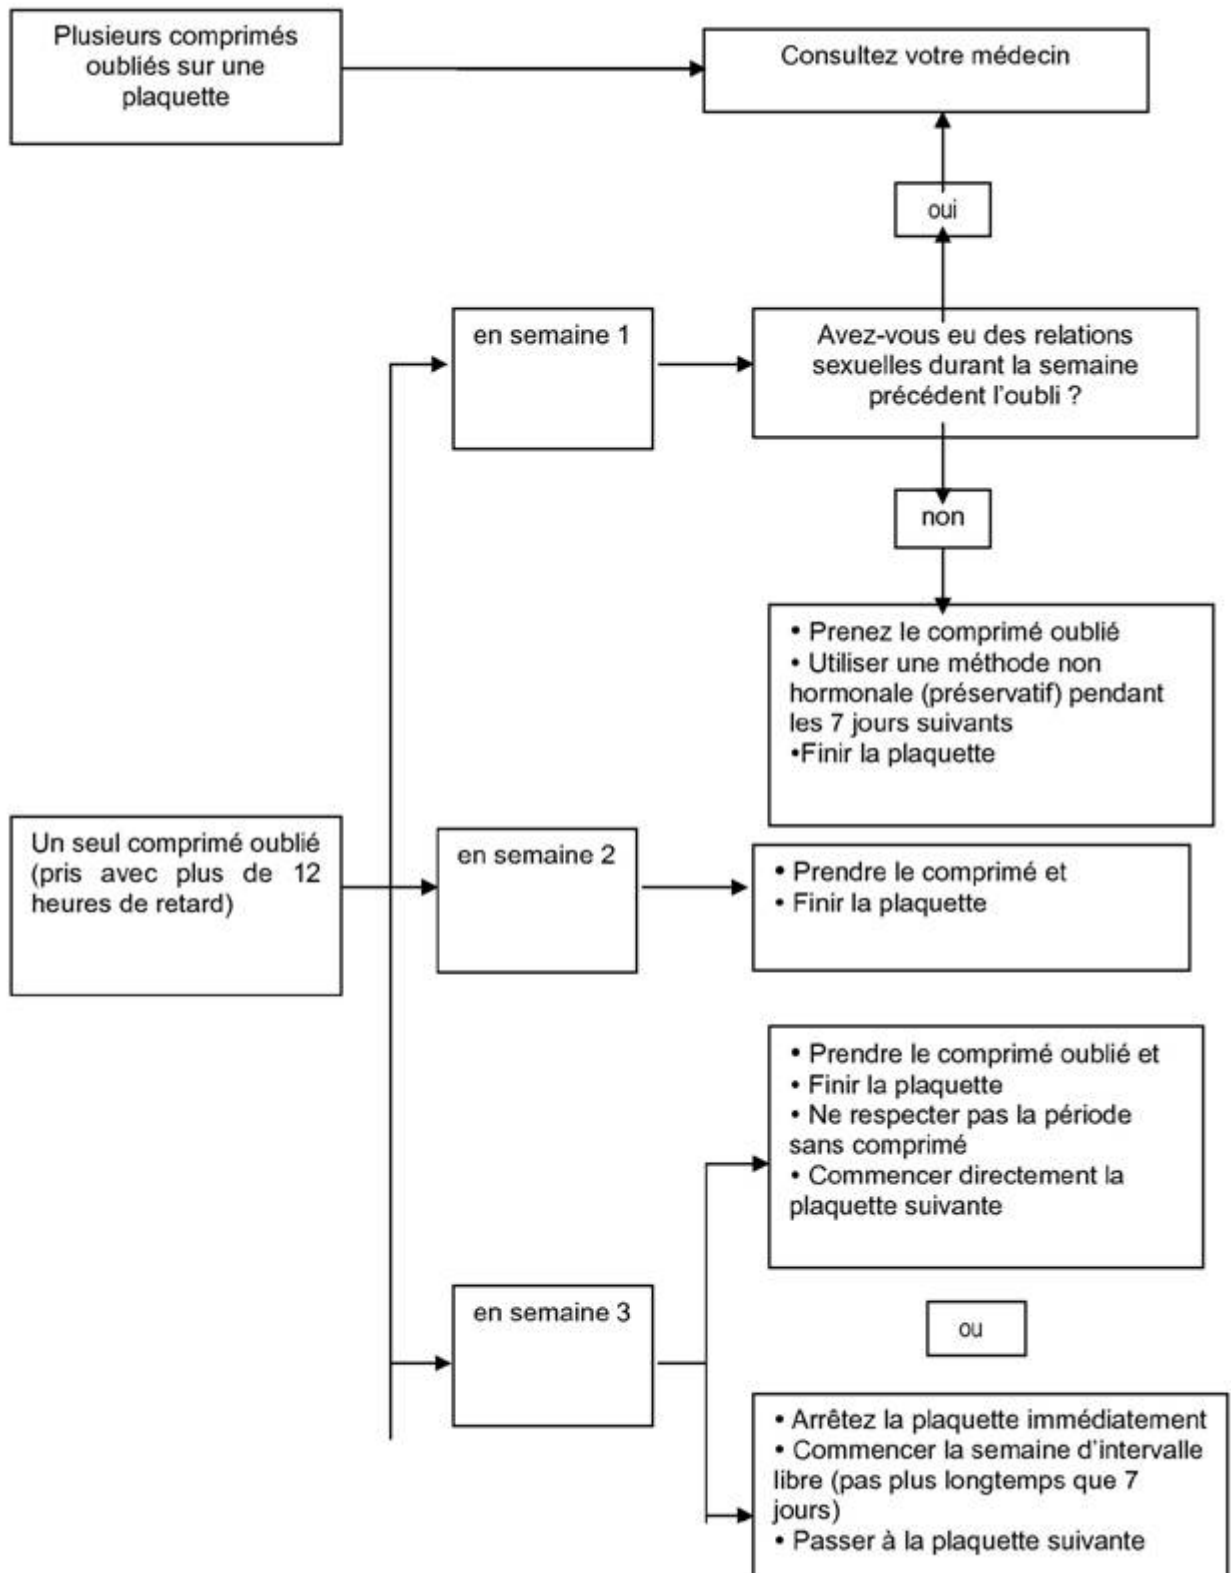 Plusieurs comprimés
oubliés sur une
plaquette
Consultez votre médecin
oui
en semaine 1
Avez-vous eu des relations
sexuelles durant la semaine
précédent l'oubli ?
non
• Prenez le comprimé oublié
• Utiliser une méthode non
hormonale (préservatif) pendant
les 7 jours suivants
•Finir la plaquette
Un seul comprimé oublié
(pris avec plus de 12
heures de retard)
en semaine 2
• Prendre le comprimé et
• Finir la plaquette
• Prendre le comprimé oublié et
• Finir la plaquette
• Ne respecter pas la période
sans comprimé
• Commencer directement la
plaquette suivante
en semaine 3
ou
• Arrêtez la plaquette immédiatement
• Commencer la semaine d'intervalle
libre (pas plus longtemps que 7
jours)
• Passer à la plaquette suivante